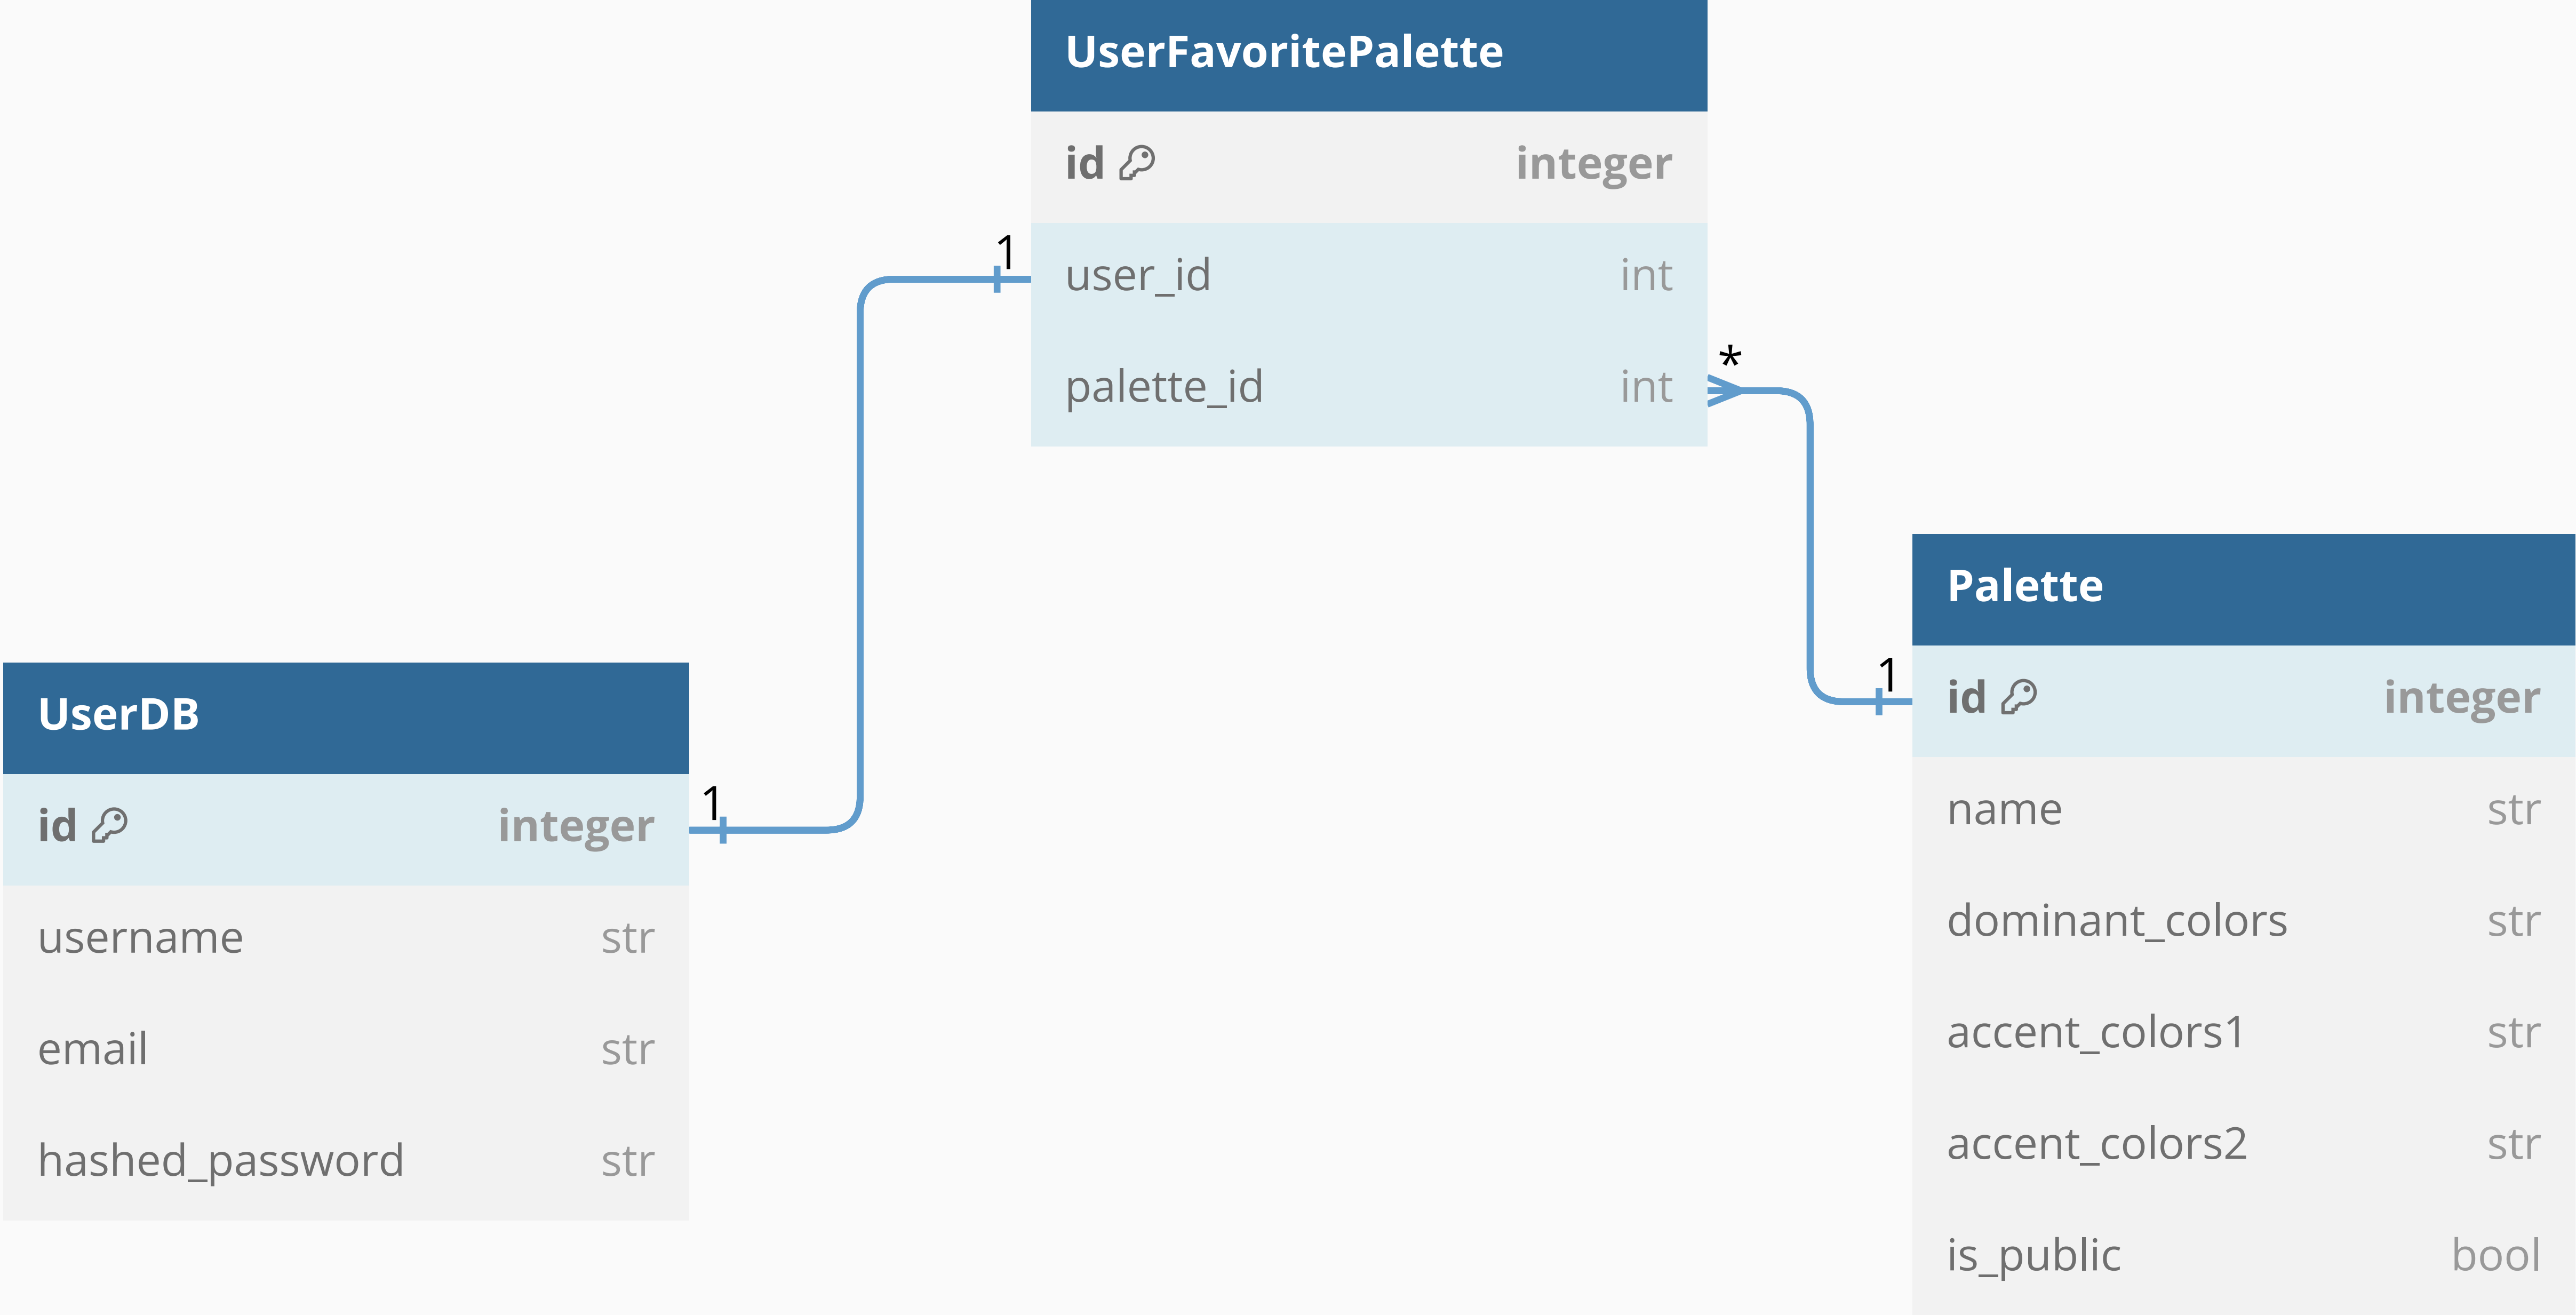 UserFavoritePalette
id integer
user_id int
palette_id int
1
*
UserDB
id integer
username str
email str
hashed_password str
1
1
Palette
id integer
name str
dominant_colors str
accent_colors1 str
accent_colors2 str
is_public bool